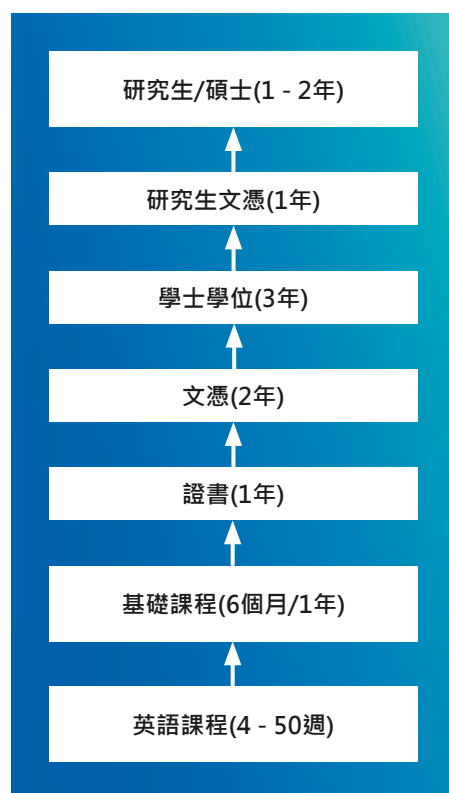 研究生/碩士(1 - 2年)
研究生文憑(1年)
學士學位(3年)
文憑(2年)
證書(1年)
基礎課程(6個月/1年)
英語課程(4 - 50週)